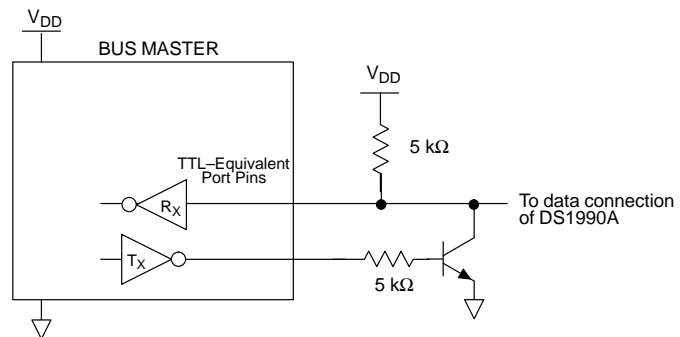 V_DD
BUS MASTER
V_DD
5 kΩ
TTL–Equivalent
Port Pins
R_X
To data connection
of DS1990A
T_X
5 kΩ